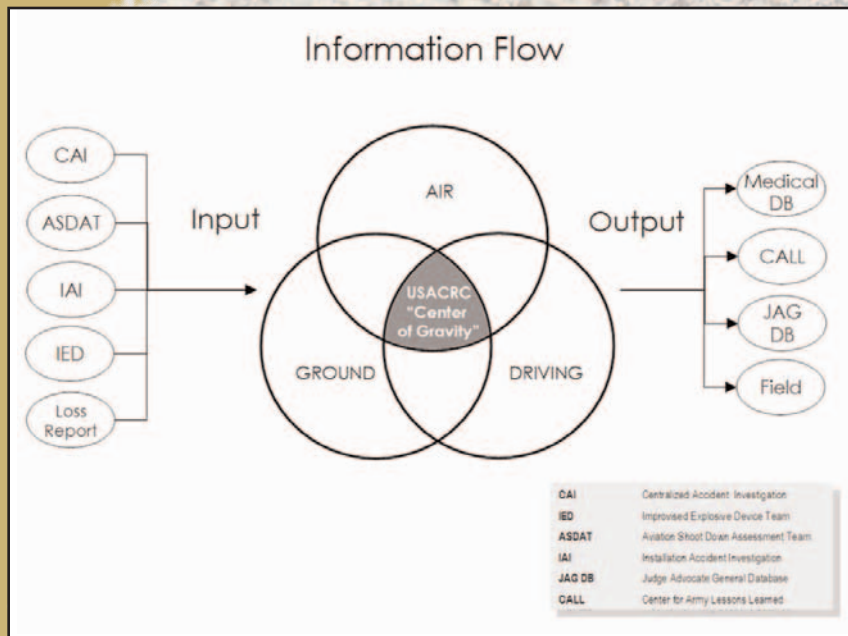 Information Flow
CAI
ASDAT
IAI
IED
Loss
Report
Input
AIR
USACRC
"Center
of Gravity"
GROUND
DRIVING
Output
Medical
DB
CALL
JAG
DB
Field
CAI Centralized Accident Investigation
IED Improvised Explosive Device Team
ASDAT Aviation Shoot Down Assessment Team
IAI Installation Accident Investigation
JAG DB Judge Advocate General Database
CALL Center for Army Lessons Learned